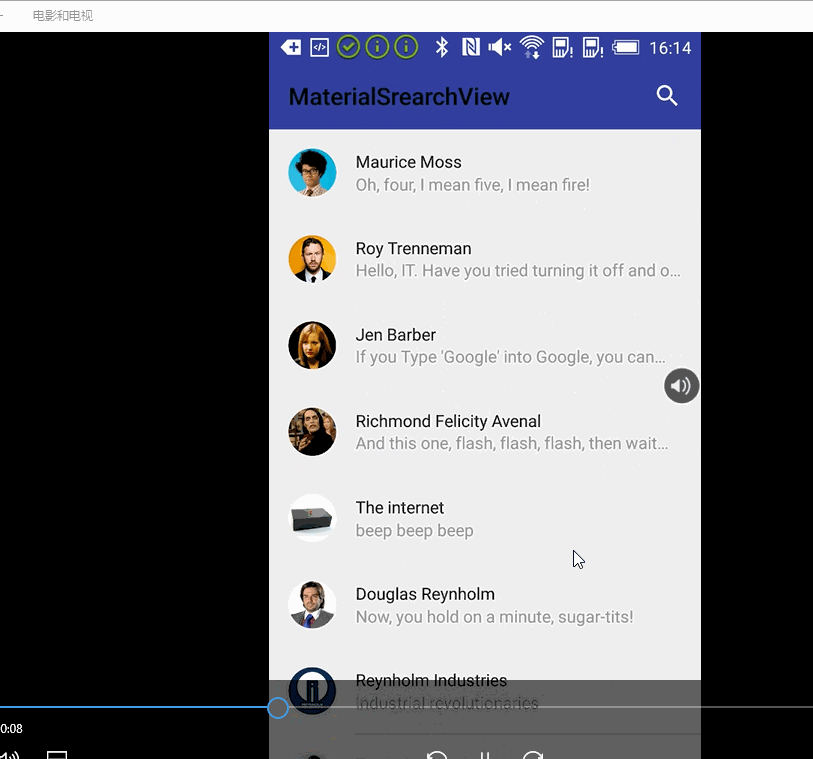 电影和电视
16:14
MaterialSrearchView
Maurice Moss
Oh, four, I mean five, I mean fire!
Roy Trenneman
Hello, IT. Have you tried turning it off and o...
Jen Barber
If you Type 'Google' into Google, you can...
Richmond Felicity Avenal
And this one, flash, flash, flash, then wait...
The internet
beep beep beep
Douglas Reynholm
Now, you hold on a minute, sugar-tits!
Reynholm Industries
Industrial revolutionaries
0:08